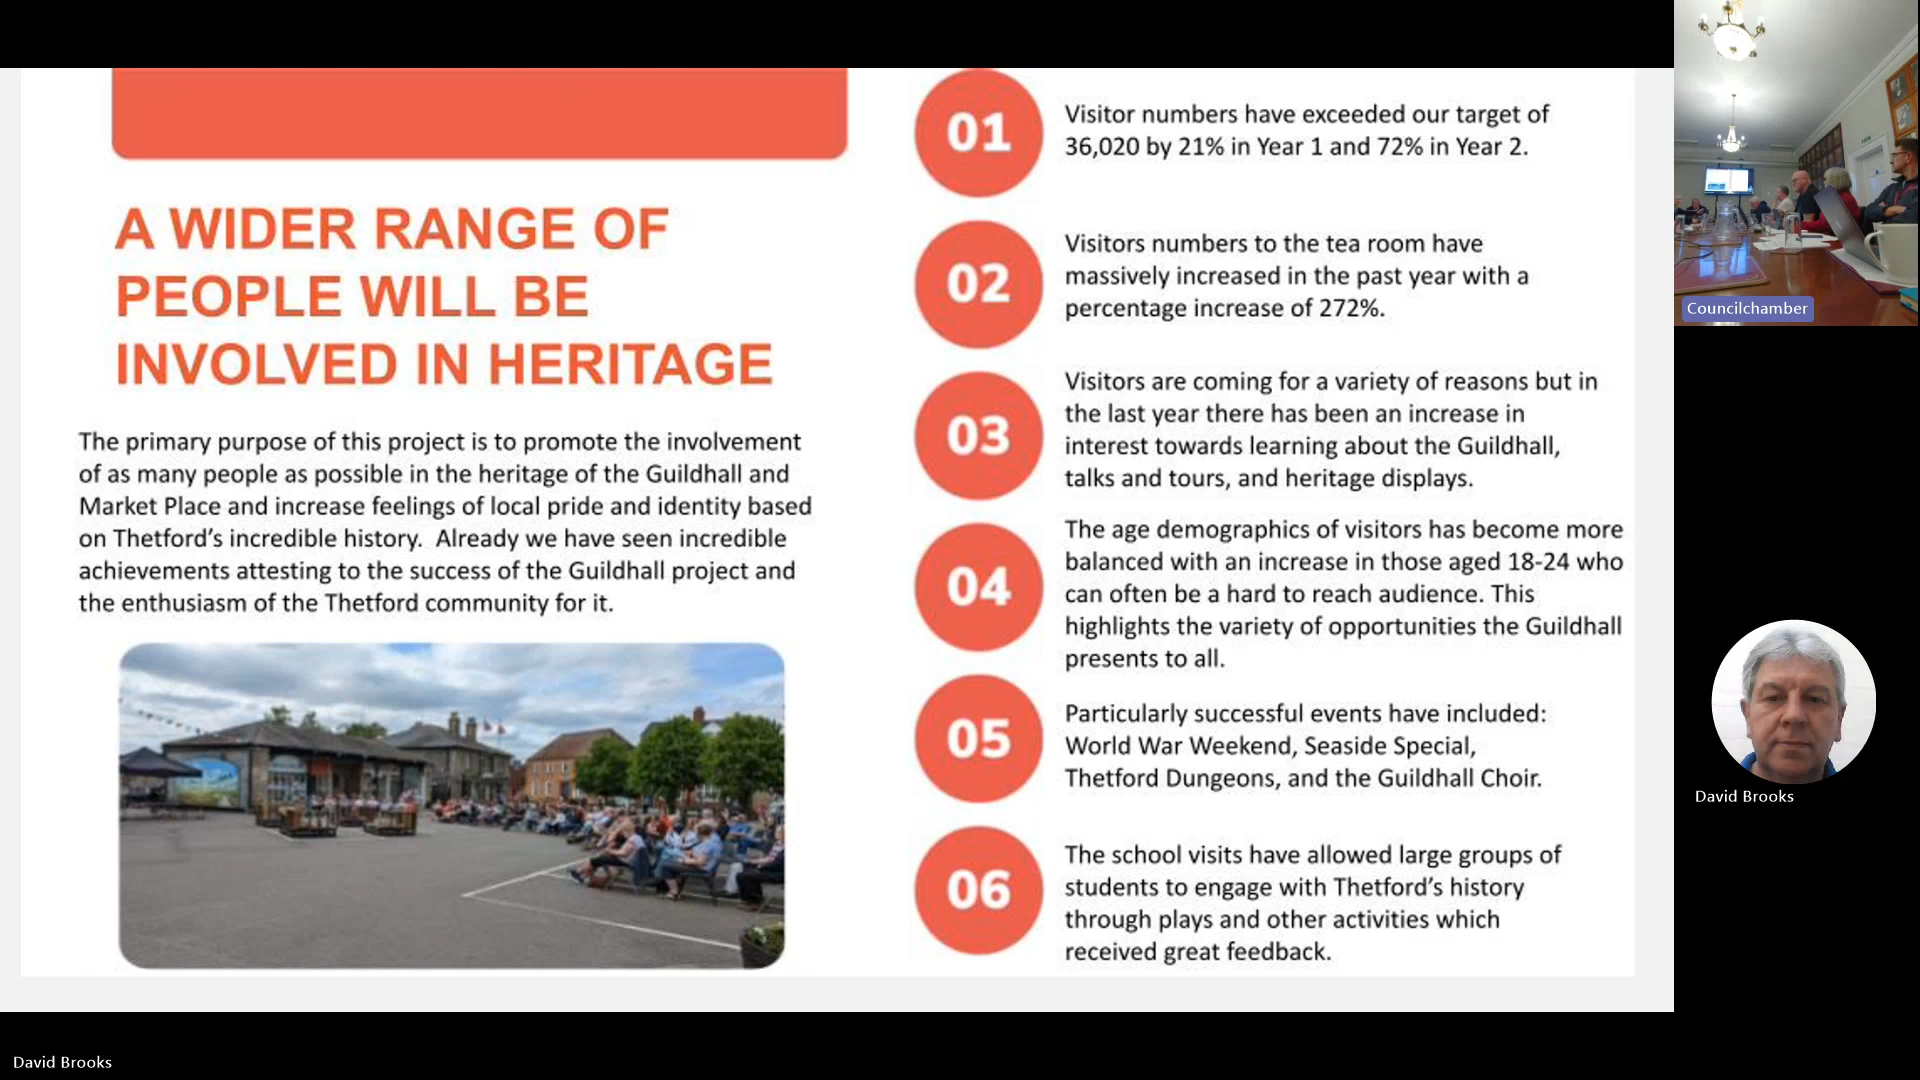 A WIDER RANGE OF
PEOPLE WILL BE
INVOLVED IN HERITAGE
The primary purpose of this project is to promote the involvement
of as many people as possible in the heritage of the Guildhall and
Market Place and increase feelings of local pride and identity based
on Thetford’s incredible history.  Already we have seen incredible
achievements attesting to the success of the Guildhall project and
the enthusiasm of the Thetford community for it.
01
Visitor numbers have exceeded our target of
36,020 by 21% in Year 1 and 72% in Year 2.
02
Visitors numbers to the tea room have
massively increased in the past year with a
percentage increase of 272%.
03
Visitors are coming for a variety of reasons but in
the last year there has been an increase in
interest towards learning about the Guildhall,
talks and tours, and heritage displays.
04
The age demographics of visitors has become more
balanced with an increase in those aged 18-24 who
can often be a hard to reach audience. This
highlights the variety of opportunities the Guildhall
presents to all.
05
Particularly successful events have included:
World War Weekend, Seaside Special,
Thetford Dungeons, and the Guildhall Choir.
06
The school visits have allowed large groups of
students to engage with Thetford’s history
through plays and other activities which
received great feedback.
Councilchamber
David Brooks
David Brooks